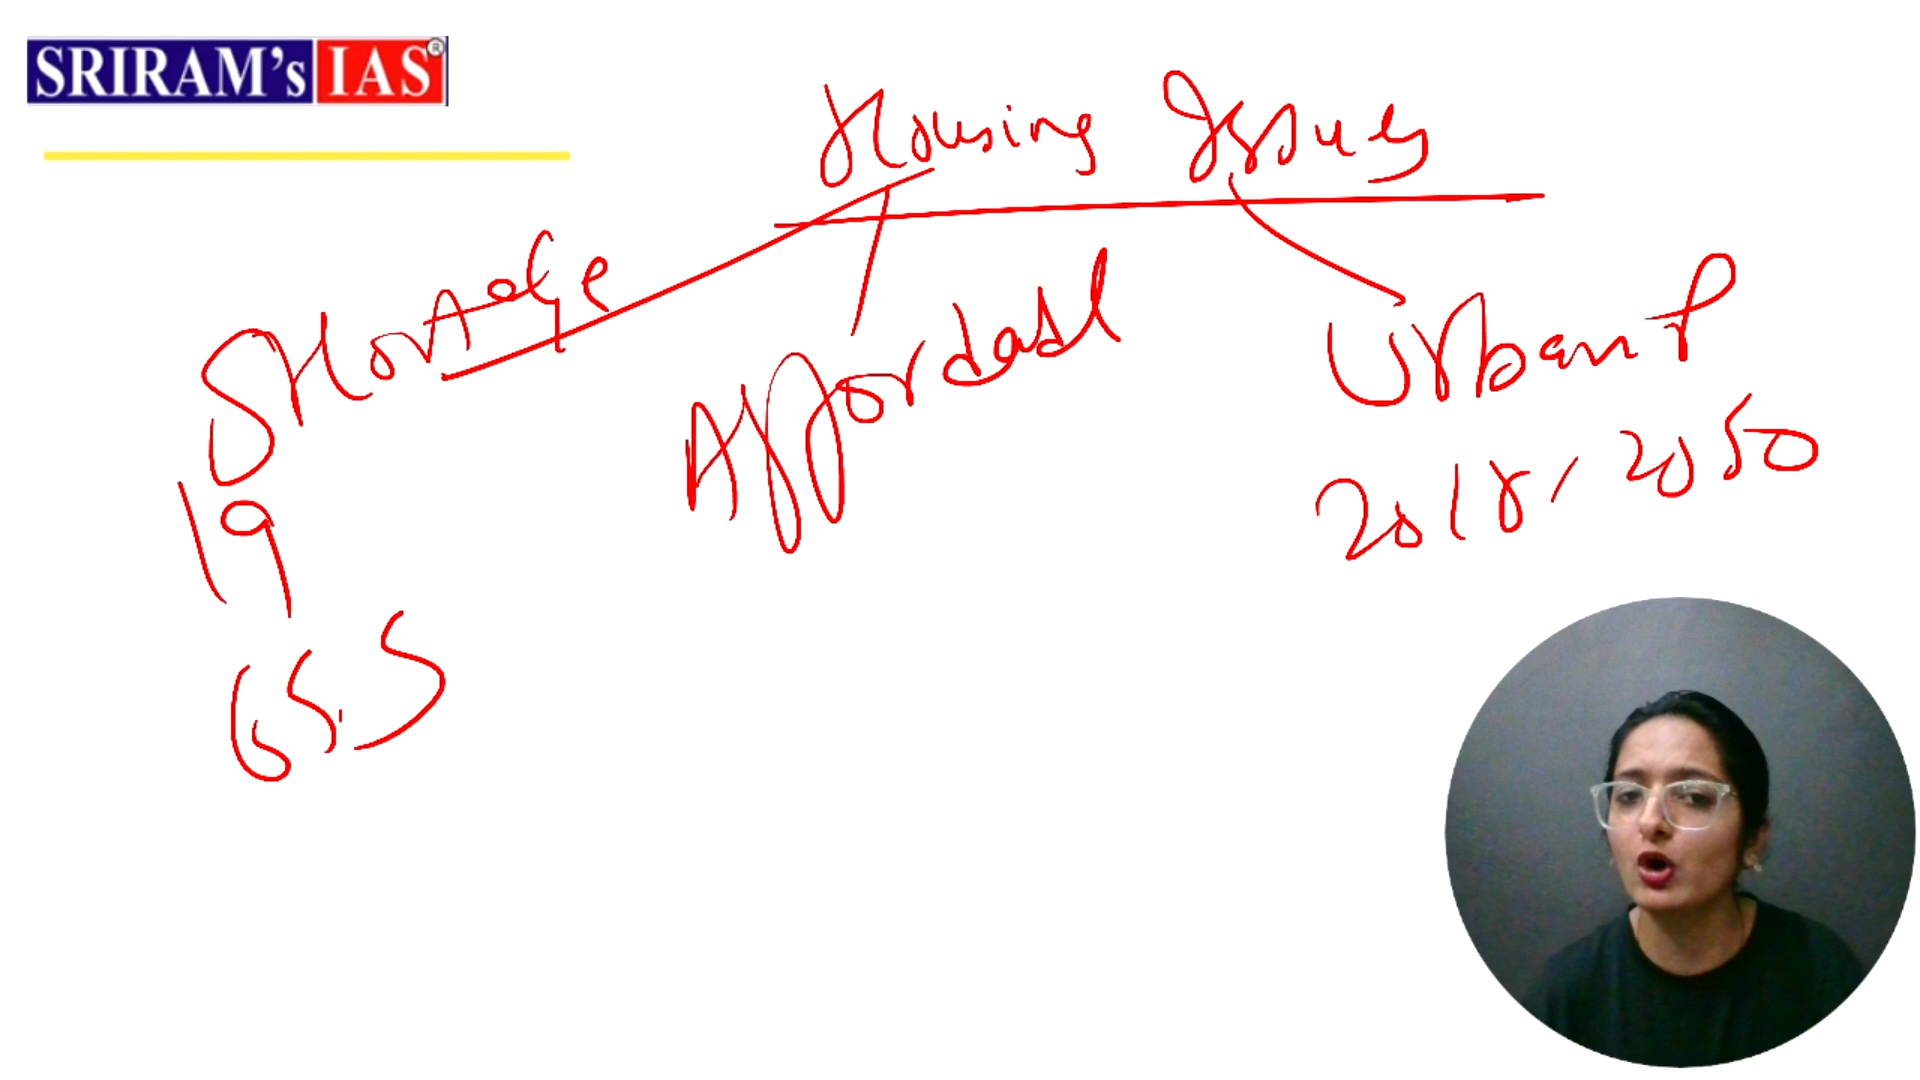 SRIRAM's IAS®
Housing Issues
Shortage
19
65.5
Affordabl
Urban P
2018, 2050